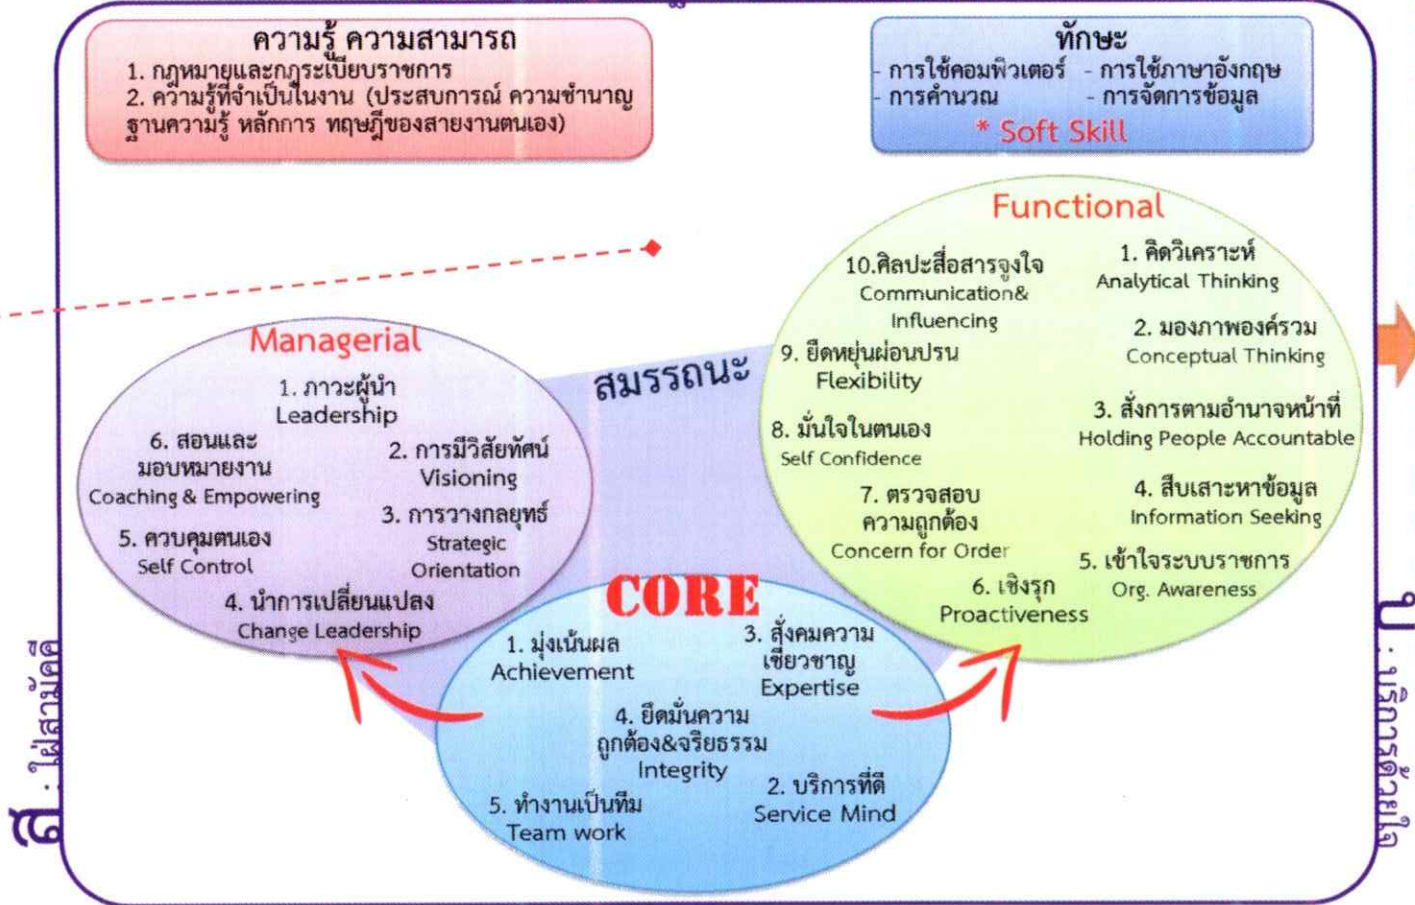 ความรู้ ความสามารถ
1. กฎหมายและกฎระเบียบราชการ
2. ความรู้ที่จำเป็นในงาน (ประสบการณ์ ความชำนาญ
ฐานความรู้ หลักการ ทฤษฎีของสายงานตนเอง)
ทักษะ
- การใช้คอมพิวเตอร์ - การใช้ภาษาอังกฤษ
- การคำนวณ - การจัดการข้อมูล
* Soft Skill
Functional
1. คิดวิเคราะห์
Analytical Thinking
2. มองภาพองค์รวม
Conceptual Thinking
3. สั่งการตามอำนาจหน้าที่
Holding People Accountable
4. สืบเสาะหาข้อมูล
Information Seeking
5. เข้าใจระบบราชการ
Org. Awareness
6. เชิงรุก
Proactiveness
7. ตรวจสอบ
ความถูกต้อง
Concern for Order
8. มั่นใจในตนเอง
Self Confidence
9. ยืดหยุ่นผ่อนปรน
Flexibility
10.ศิลปะสื่อสารจูงใจ
Communication&
Influencing
สมรรถนะ
Managerial
1. ภาวะผู้นำ
Leadership
2. การมีวิสัยทัศน์
Visioning
3. การวางกลยุทธ์
Strategic
Orientation
4. นำการเปลี่ยนแปลง
Change Leadership
5. ควบคุมตนเอง
Self Control
6. สอนและ
มอบหมายงาน
Coaching & Empowering
CORE
1. มุ่งเน้นผล
Achievement
2. บริการที่ดี
Service Mind
3. สั่งคมความ
เชี่ยวชาญ
Expertise
4. ยึดมั่นความ
ถูกต้อง&จริยธรรม
Integrity
5. ทำงานเป็นทีม
Team work
ส : ใฝ่สามัคคี
บ : บริการด้วยใจ